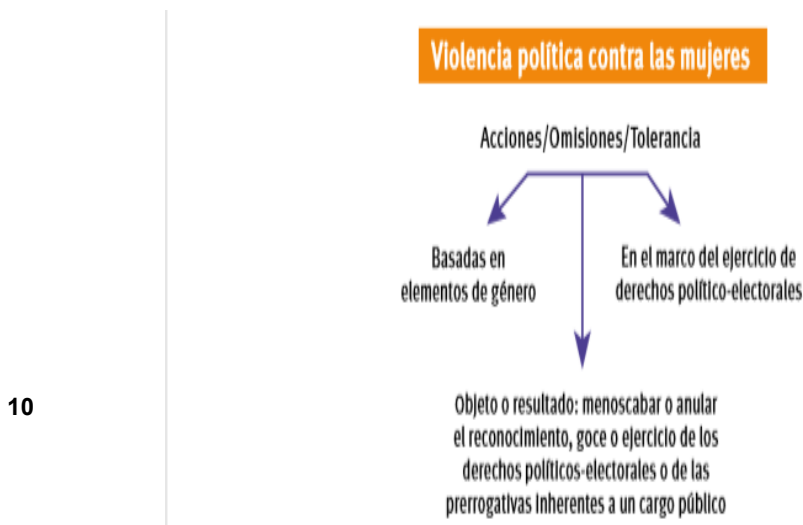 Violencia política contra las mujeres
Acciones/Omisiones/Tolerancia
Basadas en
elementos de género
En el marco del ejercicio de
derechos político-electorales
10
Objeto o resultado: menoscabar o anular
el reconocimiento, goce o ejercicio de los
derechos políticos-electorales o de las
prerrogativas inherentes a un cargo público